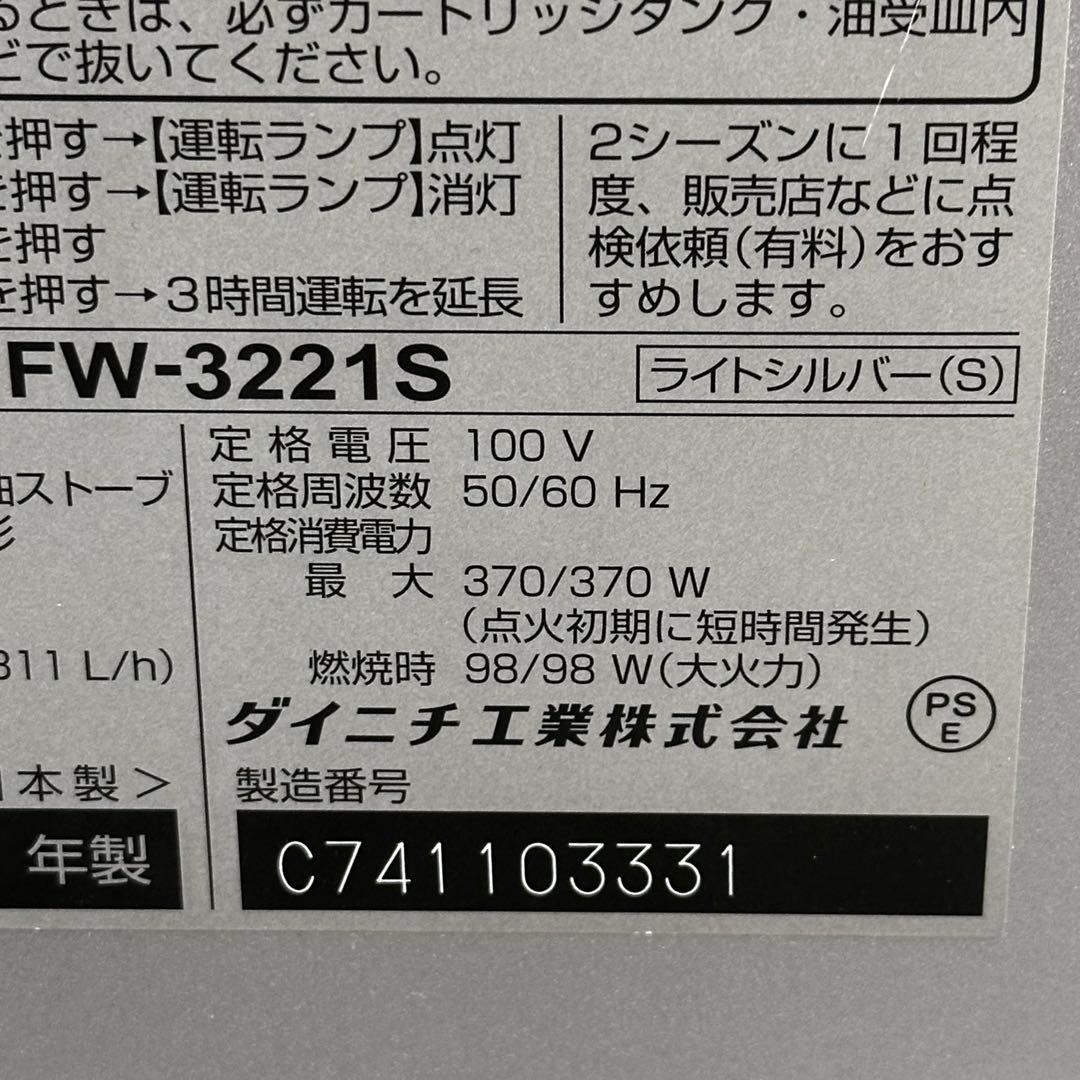 るときは、必ずカートリッジタンク・油受皿内
どで抜いてください。
を押す→【運転ランプ】点灯
を押す→【運転ランプ】消灯
を押す
を押す→3時間運転を延長
2シーズンに1回程
度、販売店などに点
検依頼(有料)をおす
すめします。
FW-3221S
ライトシルバー(S)
油ストーブ
形
311 L/h)
日本製>
年製
定格電圧 100 V
定格周波数 50/60 Hz
定格消費電力
最大 370/370 W
(点火初期に短時間発生)
燃焼時 98/98 W(大火力)
ダイニチ工業株式会社
PS
E
製造番号
C741103331